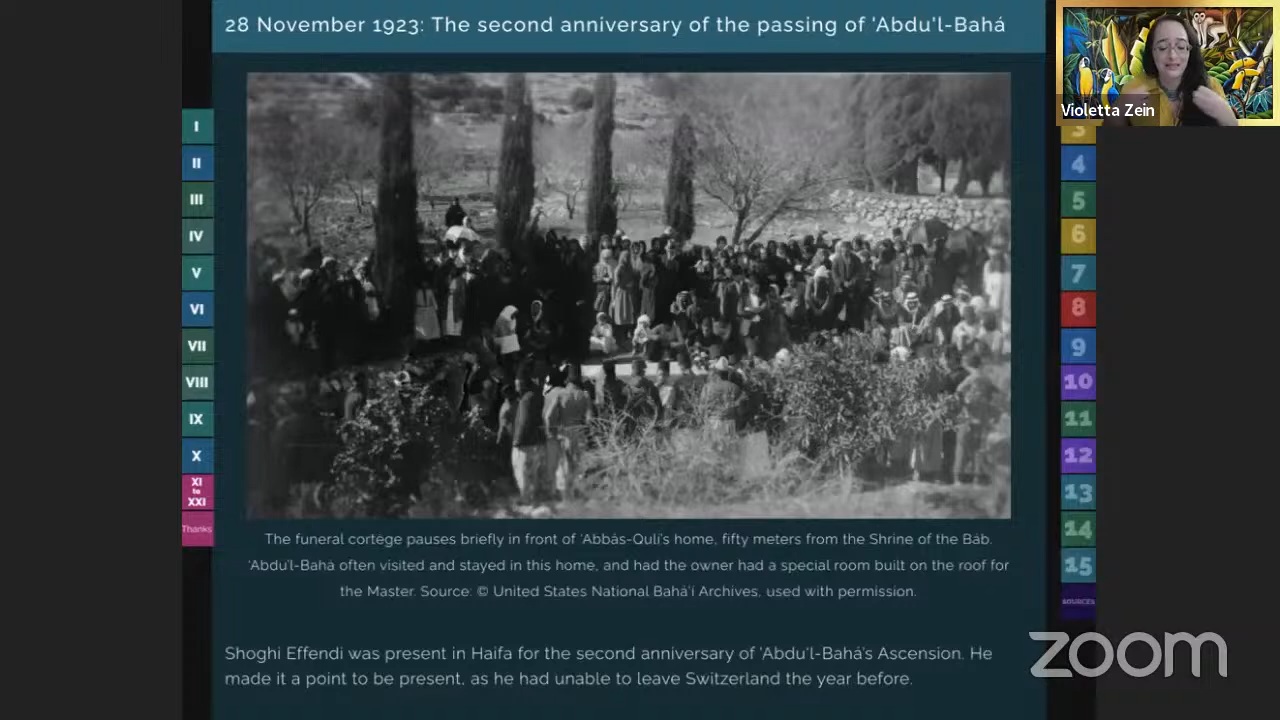 28 November 1923: The second anniversary of the passing of 'Abdu'l-Bahá
Violetta Zein
I
II
III
IV
V
VI
VII
VIII
IX
X
XI
to
XXI
Thanks
3
4
5
6
7
8
9
10
11
12
13
14
15
SOURCES
The funeral cortège pauses briefly in front of 'Abbás-Qulí's home, fifty meters from the Shrine of the Báb.
'Abdu'l-Bahá often visited and stayed in this home, and had the owner had a special room built on the roof for
the Master. Source: © United States National Bahá'í Archives, used with permission.
Shoghi Effendi was present in Haifa for the second anniversary of 'Abdu'l-Bahá's Ascension. He
made it a point to be present, as he had unable to leave Switzerland the year before.
zoom